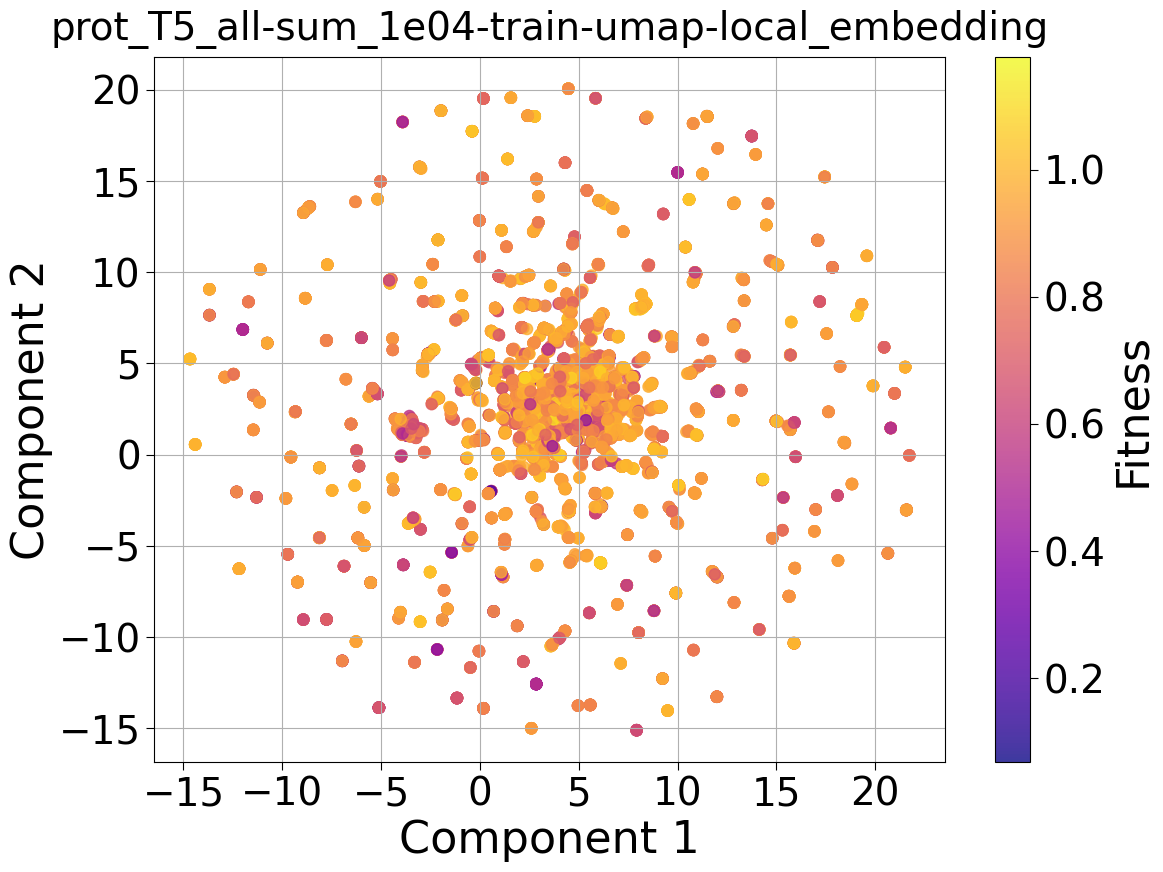 prot_T5_all-sum_1e04-train-umap-local_embedding
20
15
10
5
0
−5
−10
−15
Component 2
−15 −10 −5 0 5 10 15 20
Component 1
1.0
0.8
0.6
0.4
0.2
Fitness